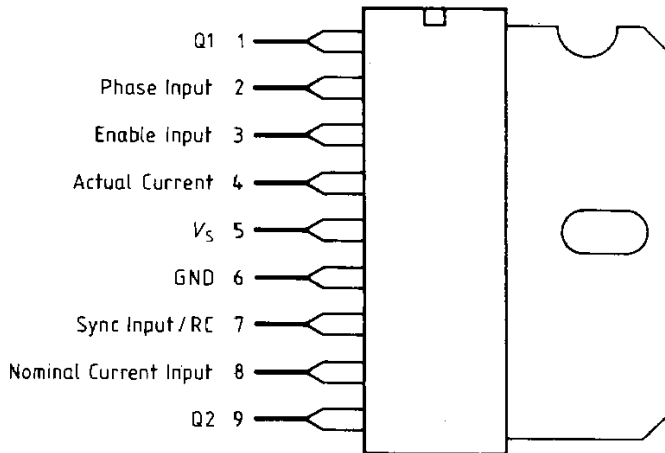 Q1 1
Phase Input 2
Enable Input 3
Actual Current 4
VS 5
GND 6
Sync Input/RC 7
Nominal Current Input 8
Q2 9